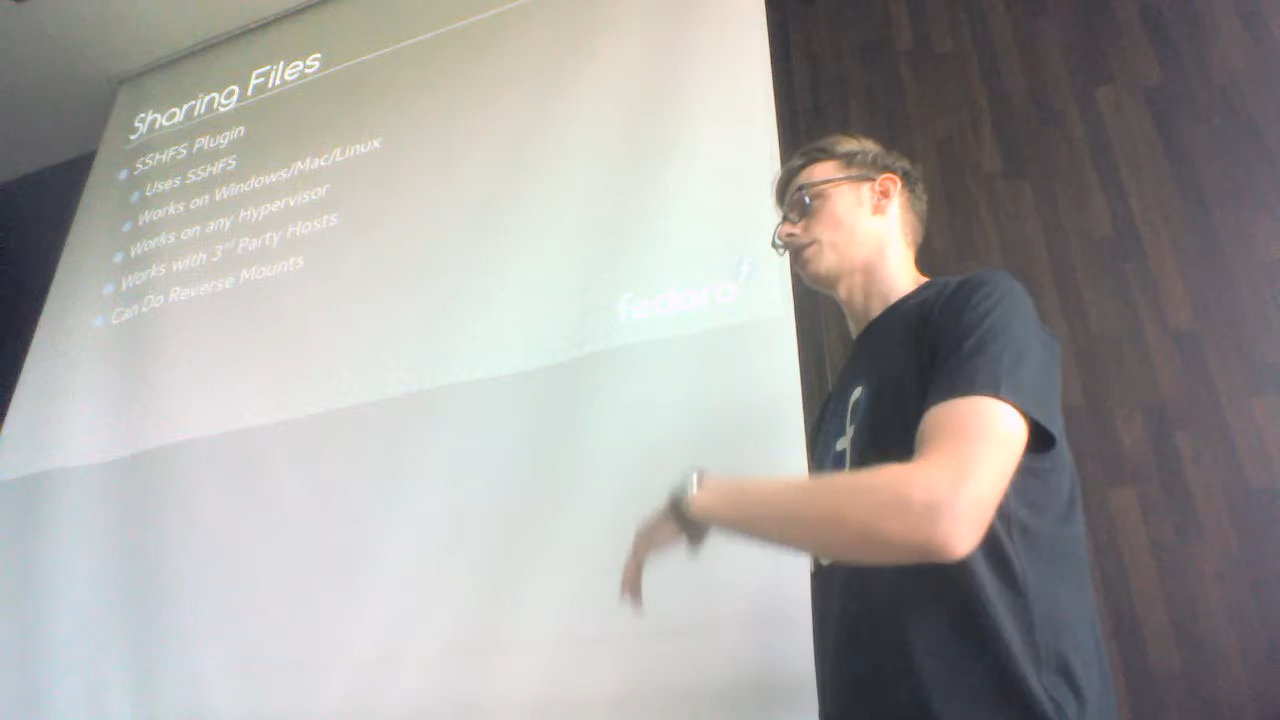 Sharing Files
SSHFS Plugin
Uses SSHFS
Works on Windows/Mac/Linux
Works on any Hypervisor
Works with 3rd Party Hosts
Can Do Reverse Mounts
fedora
f